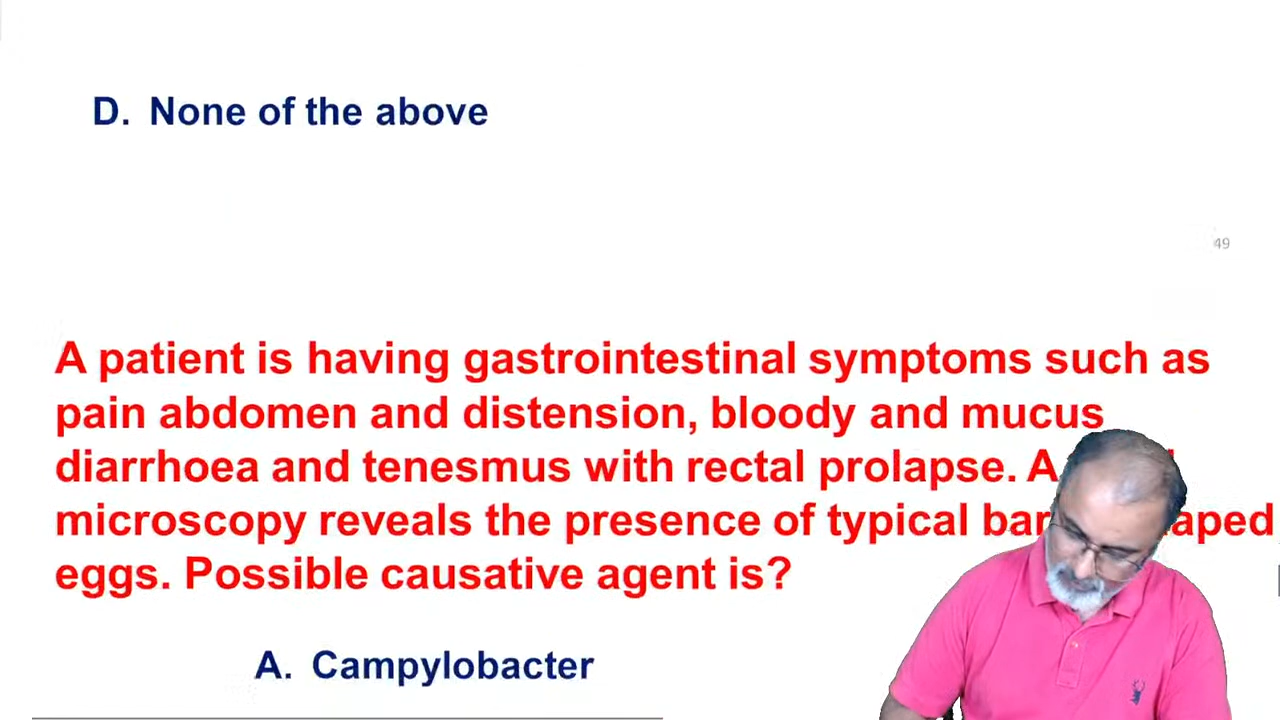 D. None of the above
49
A patient is having gastrointestinal symptoms such as
pain abdomen and distension, bloody and mucus
diarrhoea and tenesmus with rectal prolapse. A
microscopy reveals the presence of typical
eggs. Possible causative agent is?
A. Campylobacter